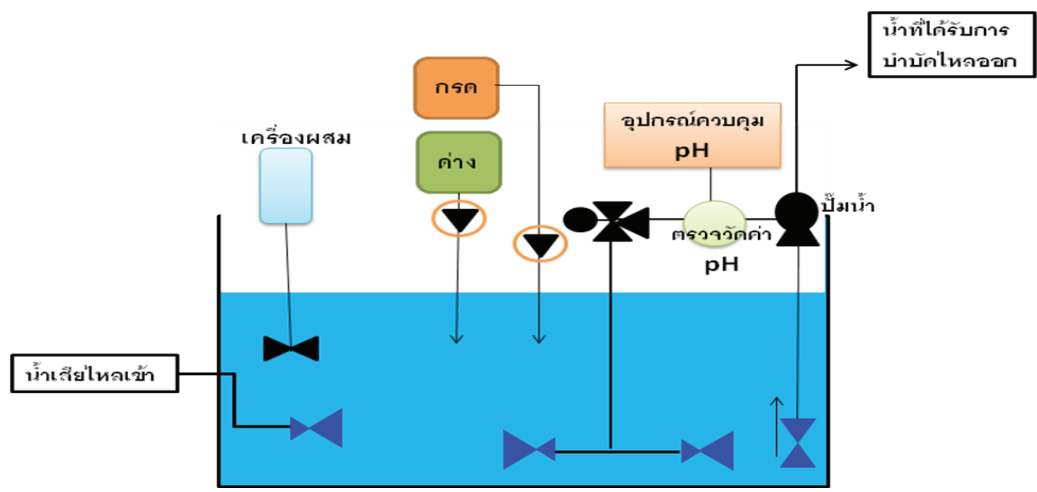 น้ำที่ได้รับการ
บำบัดไหลออก
กรด
อุปกรณ์ควบคุม
pH
เครื่องผสม
ด่าง
ปั๊มน้ำ
ตรวจวัดค่า
pH
น้ำเสียไหลเข้า